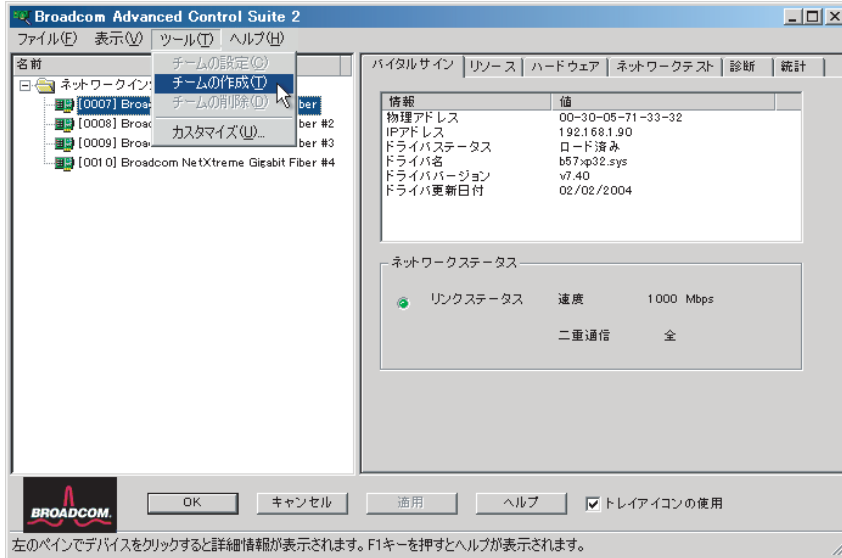 Broadcom Advanced Control Suite 2
ファイル(F) 表示(V) ツール(T) ヘルプ(H)
チームの設定(C)
チームの作成(T)
チームの削除(D)
カスタマイズ(U)...
名前
ネットワークイン
[0007] Broa ber
[0008] Broad ber #2
[0009] Broa ber #3
[0010] Broadcom NetXtreme Gigabit Fiber #4
バイタルサイン リソース ハードウェア ネットワークテスト 診断 統計
情報 値
物理アドレス 00-30-05-71-33-32
IPアドレス 192.168.1.90
ドライバステータス ロード済み
ドライバ名 b57xp32.sys
ドライババージョン v7.40
ドライバ更新日付 02/02/2004
ネットワークステータス
リンクステータス 速度 1000 Mbps
二重通信 全
BROADCOM.
OK キャンセル 適用 ヘルプ トレイアイコンの使用
左のペインでデバイスをクリックすると詳細情報が表示されます。F1キーを押すとヘルプが表示されます。